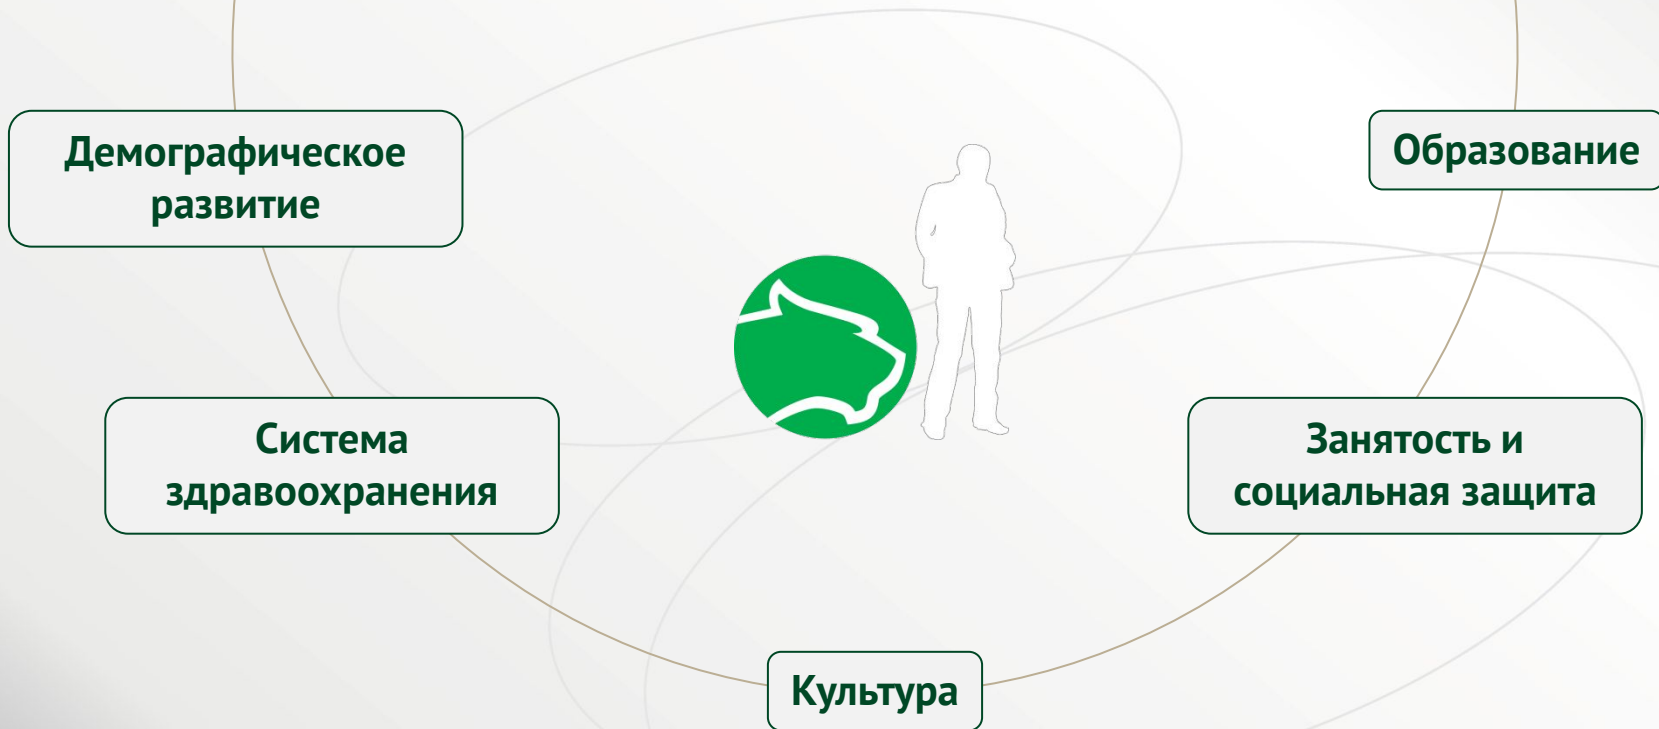 Демографическое
развитие
Образование
Система
здравоохранения
Занятость и
социальная защита
Культура